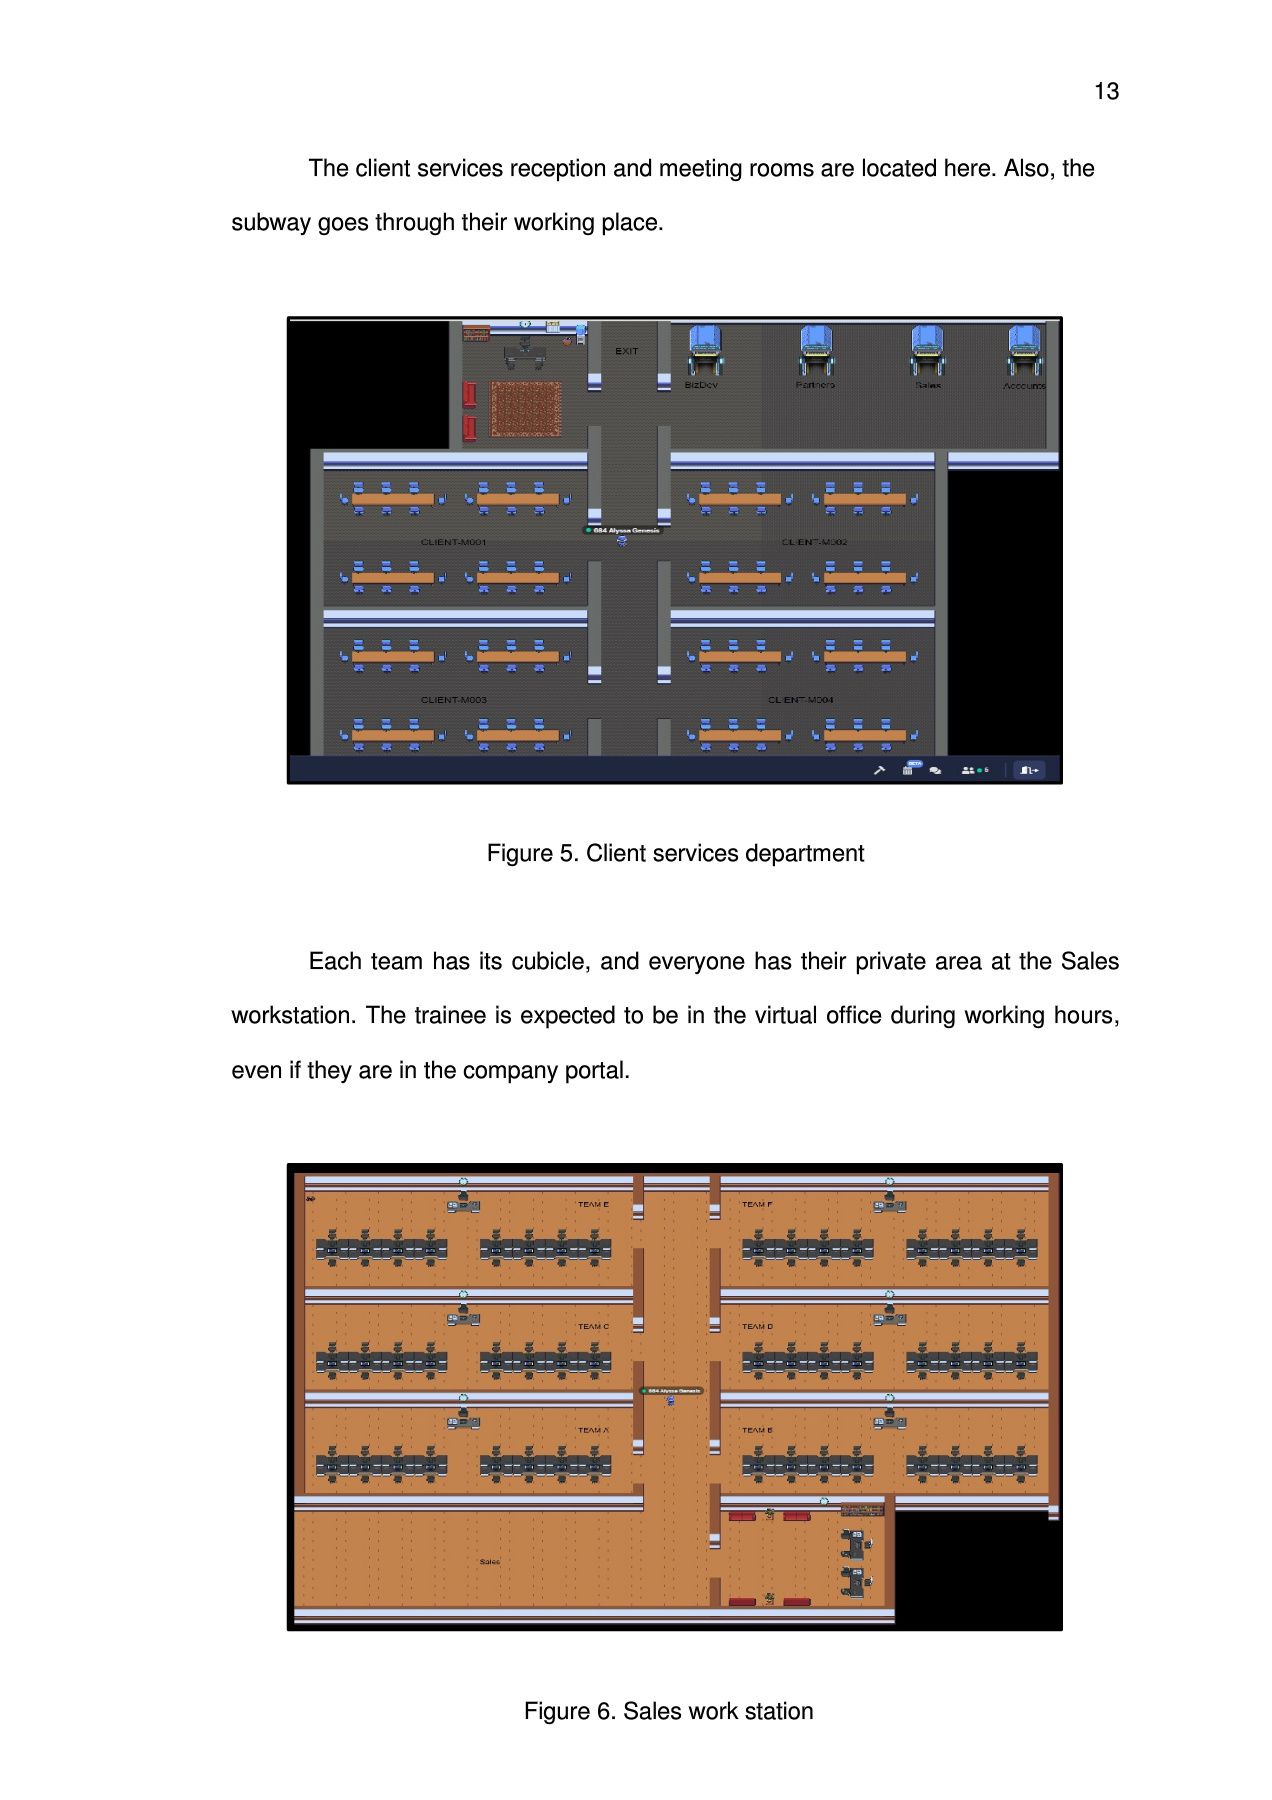 13
The client services reception and meeting rooms are located here. Also, the
subway goes through their working place.
EXIT
BizDev Partners Sales Accounts
684 Alyssa Genesis
CLIENT-M001 CLIENT-M002
CLIENT-M003 CLIENT-M004
BETA
6
Figure 5. Client services department
Each team has its cubicle, and everyone has their private area at the Sales
workstation. The trainee is expected to be in the virtual office during working hours,
even if they are in the company portal.
TEAM E TEAM F
TEAM C TEAM D
684 Alyssa Genesis
TEAM A TEAM B
Sales
Figure 6. Sales work station